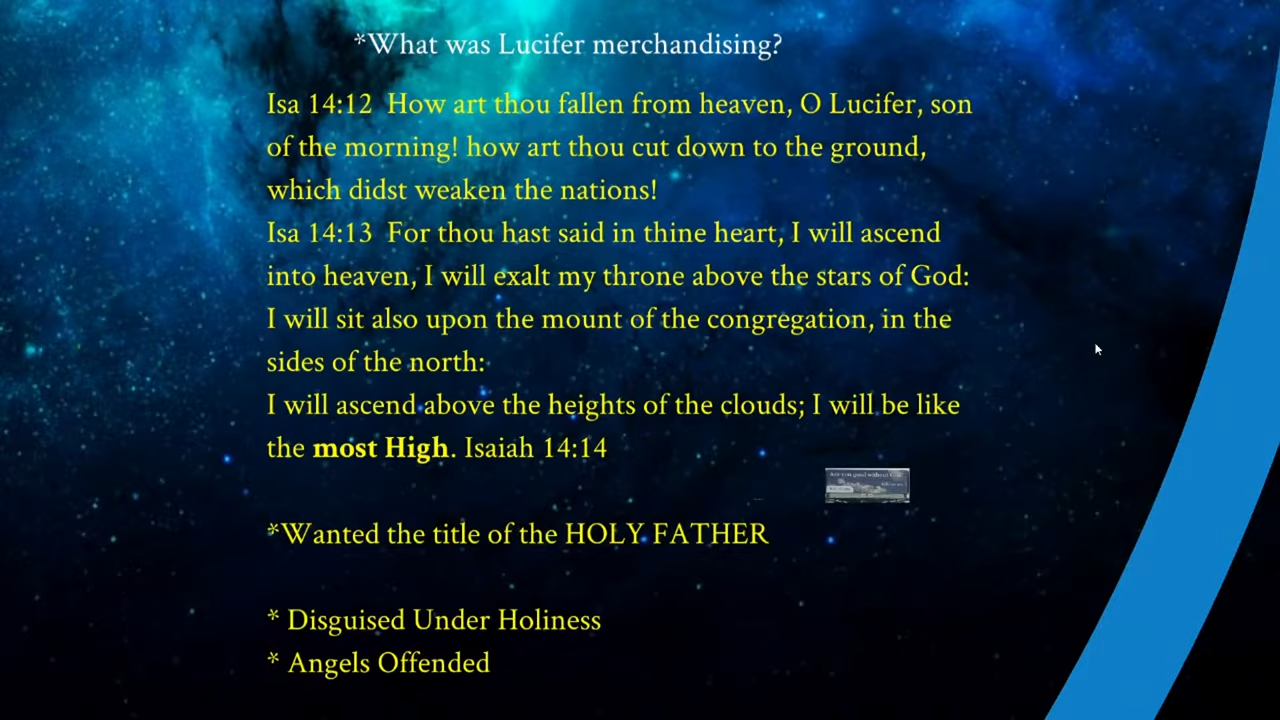 *What was Lucifer merchandising?
Isa 14:12  How art thou fallen from heaven, O Lucifer, son
of the morning! how art thou cut down to the ground,
which didst weaken the nations!
Isa 14:13  For thou hast said in thine heart, I will ascend
into heaven, I will exalt my throne above the stars of God:
I will sit also upon the mount of the congregation, in the
sides of the north:
I will ascend above the heights of the clouds; I will be like
the most High. Isaiah 14:14
Are you good without God?
*Wanted the title of the HOLY FATHER
* Disguised Under Holiness
* Angels Offended